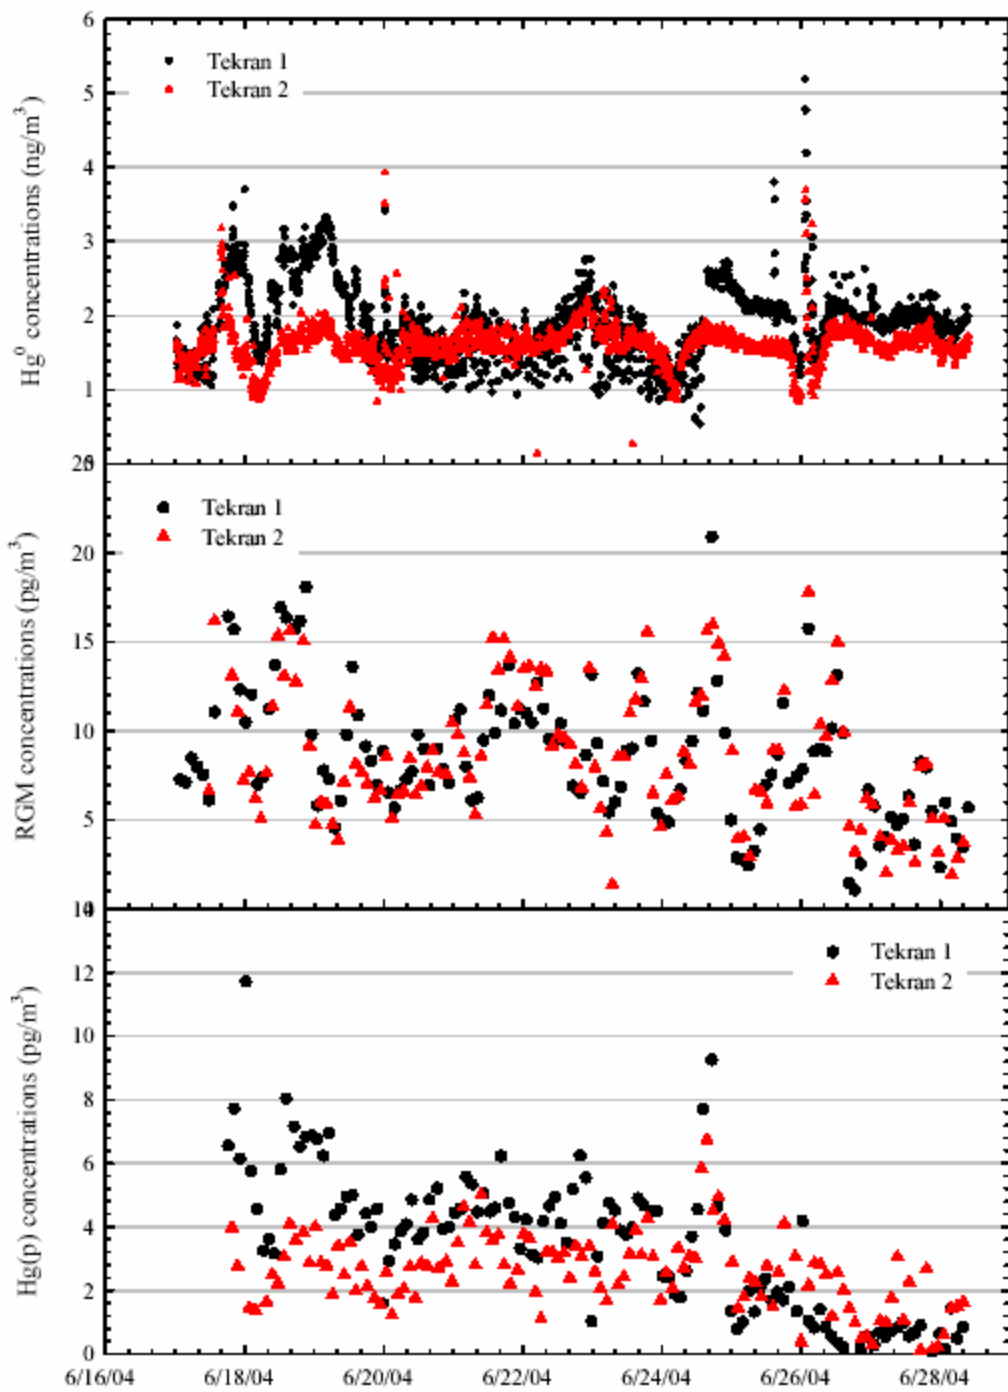 6
Tekran 1
Tekran 2
5
4
3
2
1
Hg⁰ concentrations (ng/m³)
Tekran 1
Tekran 2
20
15
10
5
RGM concentrations (pg/m³)
Tekran 1
Tekran 2
12
10
8
6
4
2
0
Hg(p) concentrations (pg/m³)
6/16/04 6/18/04 6/20/04 6/22/04 6/24/04 6/26/04 6/28/04